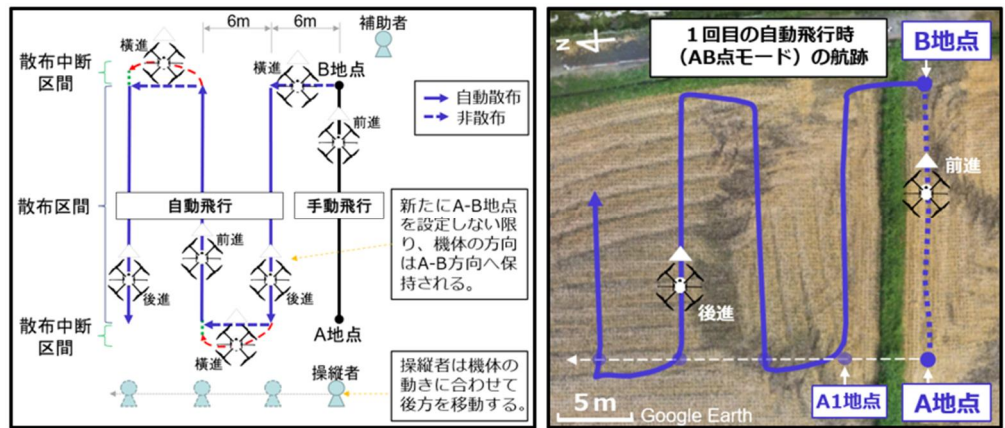 6m
6m
補助者
散布中断
区間
横進
横進
B地点
自動散布
非散布
前進
散布区間
自動飛行
手動飛行
新たにA-B地点
を設定しない限
り、機体の方向
はA-B方向へ保
持される。
前進
後進
後進
散布中断
区間
横進
A地点
操縦者
操縦者は機体の
動きに合わせて
後方を移動する。
N
1回目の自動飛行時
(AB点モード)の航跡
B地点
前進
後進
A1地点
A地点
5m
Google Earth